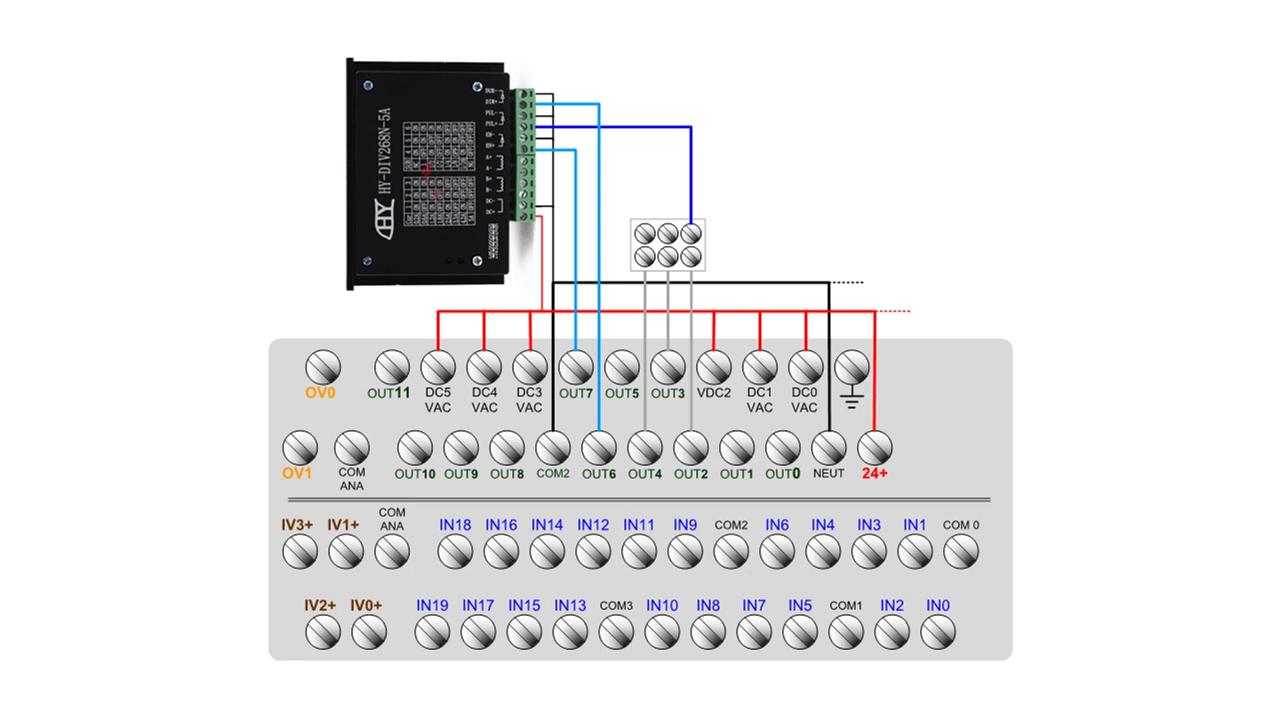 HY-DIV268N-5A
HY
DIR-
DIR+
PUL-
PUL+
EN-
EN+
A+
A-
B+
B-
DC-
DC+
OV0
OUT11
DC5
VAC
DC4
VAC
DC3
VAC
OUT7
OUT5
OUT3
VDC2
DC1
VAC
DC0
VAC
OV1
COM
ANA
OUT10
OUT9
OUT8
COM2
OUT6
OUT4
OUT2
OUT1
OUT0
NEUT
24+
IV3+
IV1+
COM
ANA
IN18
IN16
IN14
IN12
IN11
IN9
COM2
IN6
IN4
IN3
IN1
COM 0
IV2+
IV0+
IN19
IN17
IN15
IN13
COM3
IN10
IN8
IN7
IN5
COM1
IN2
IN0